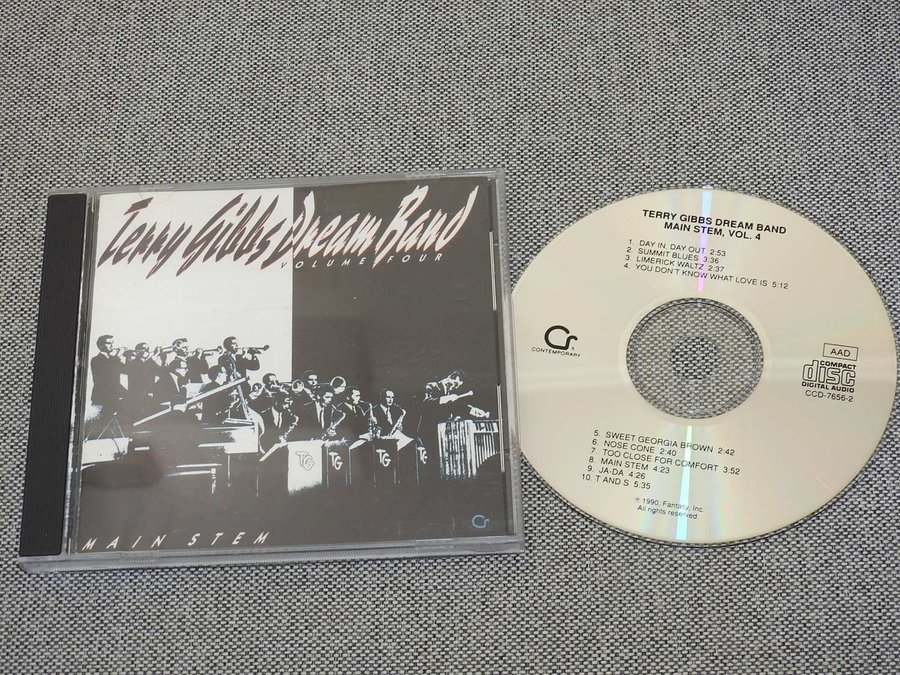 Terry Gibbs Dream Band
VOLUME FOUR
TG
TG
TG
TG
Cr
MAIN STEM
TERRY GIBBS DREAM BAND
MAIN STEM, VOL. 4
1. DAY IN, DAY OUT 2:53
2. SUMMIT BLUES 3:36
3. LIMERICK WALTZ 2:37
4. YOU DON'T KNOW WHAT LOVE IS 5:12
Cr
CONTEMPORARY
AAD
COMPACT
disc
DIGITAL AUDIO
CCD-7656-2
5. SWEET GEORGIA BROWN 2:42
6. NOSE CONE 2:40
7. TOO CLOSE FOR COMFORT 3:52
8. MAIN STEM 4:23
9. JA-DA 4:26
10. T AND S 5:35
℗ 1990, Fantasy, Inc.
All rights reserved.